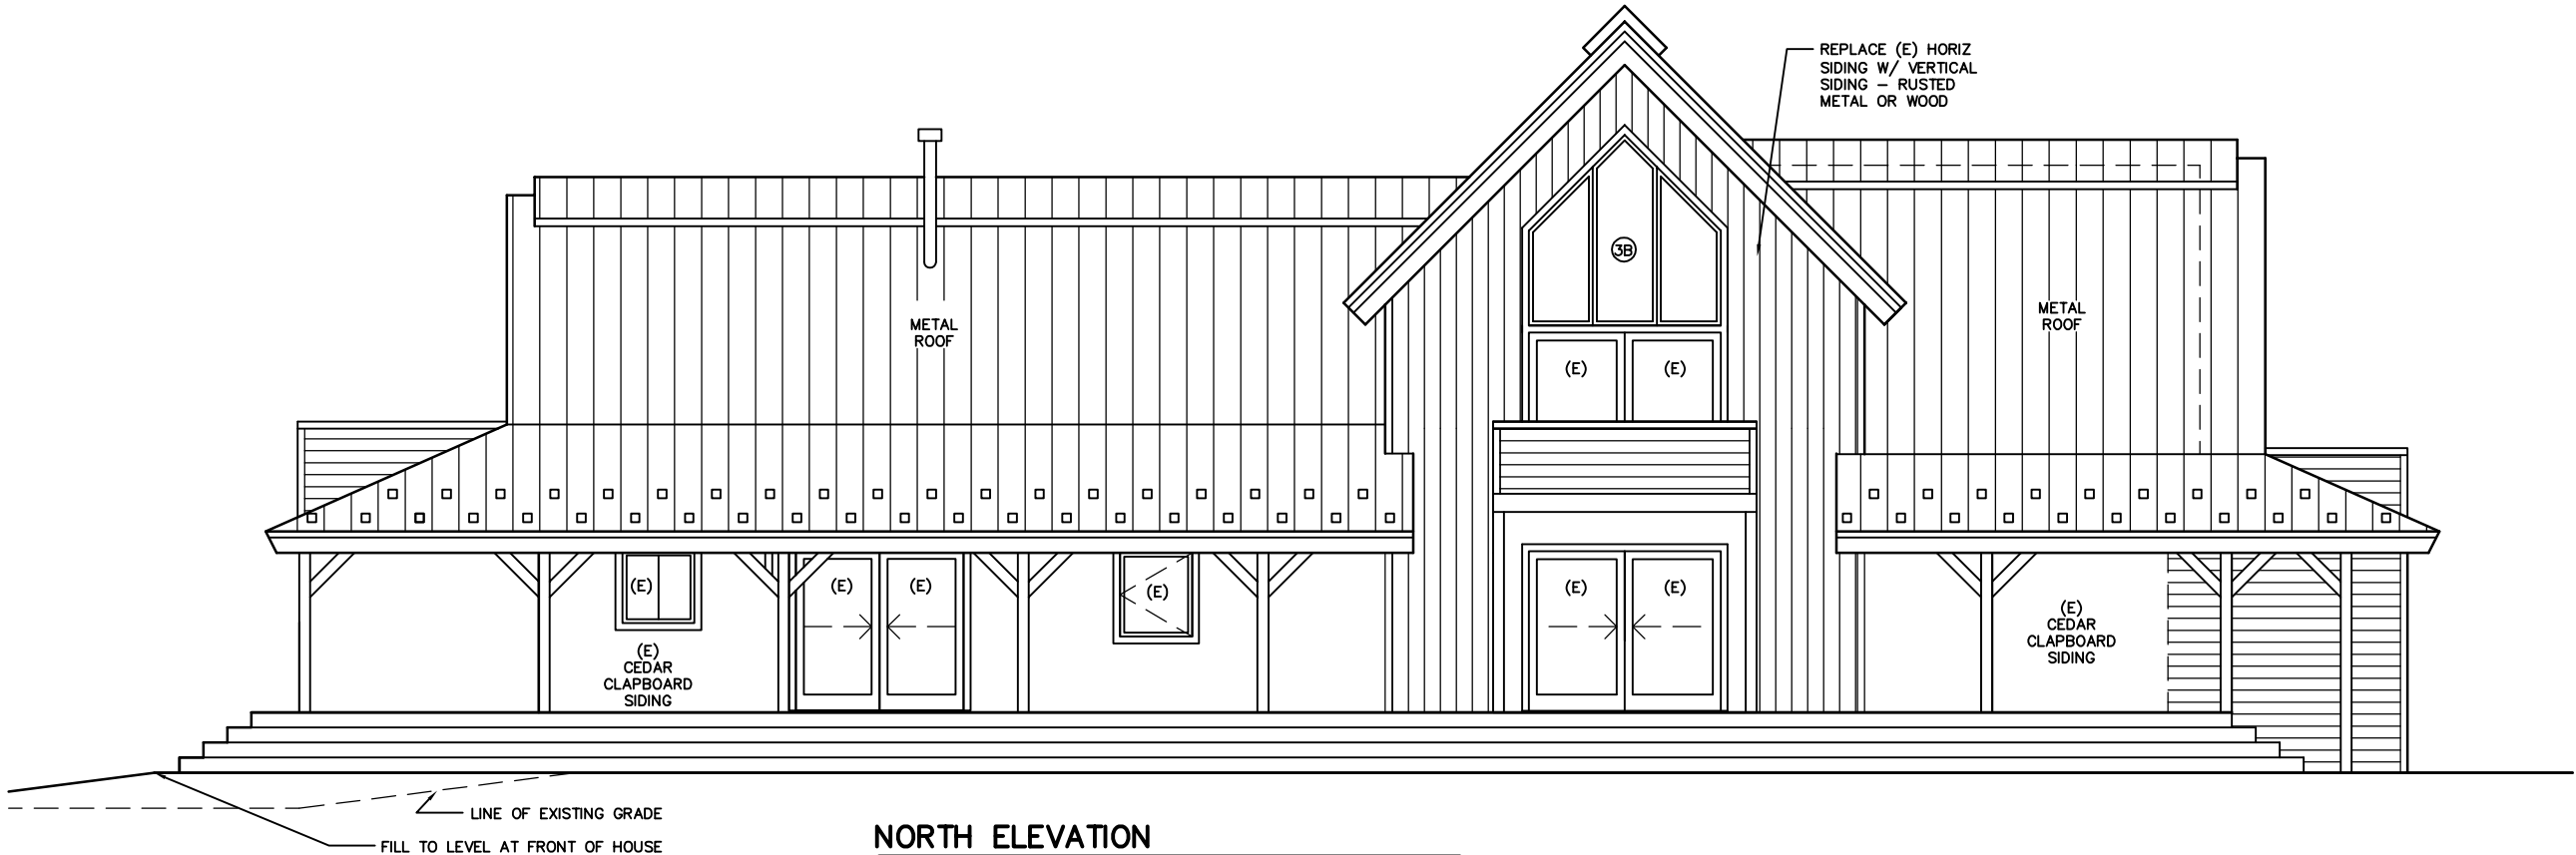 REPLACE (E) HORIZ
SIDING W/ VERTICAL
SIDING – RUSTED
METAL OR WOOD
3B
METAL
ROOF
METAL
ROOF
(E)
(E)
(E)
(E)
(E)
(E)
(E)
(E)
(E)
CEDAR
CLAPBOARD
SIDING
(E)
CEDAR
CLAPBOARD
SIDING
LINE OF EXISTING GRADE
FILL TO LEVEL AT FRONT OF HOUSE
NORTH ELEVATION